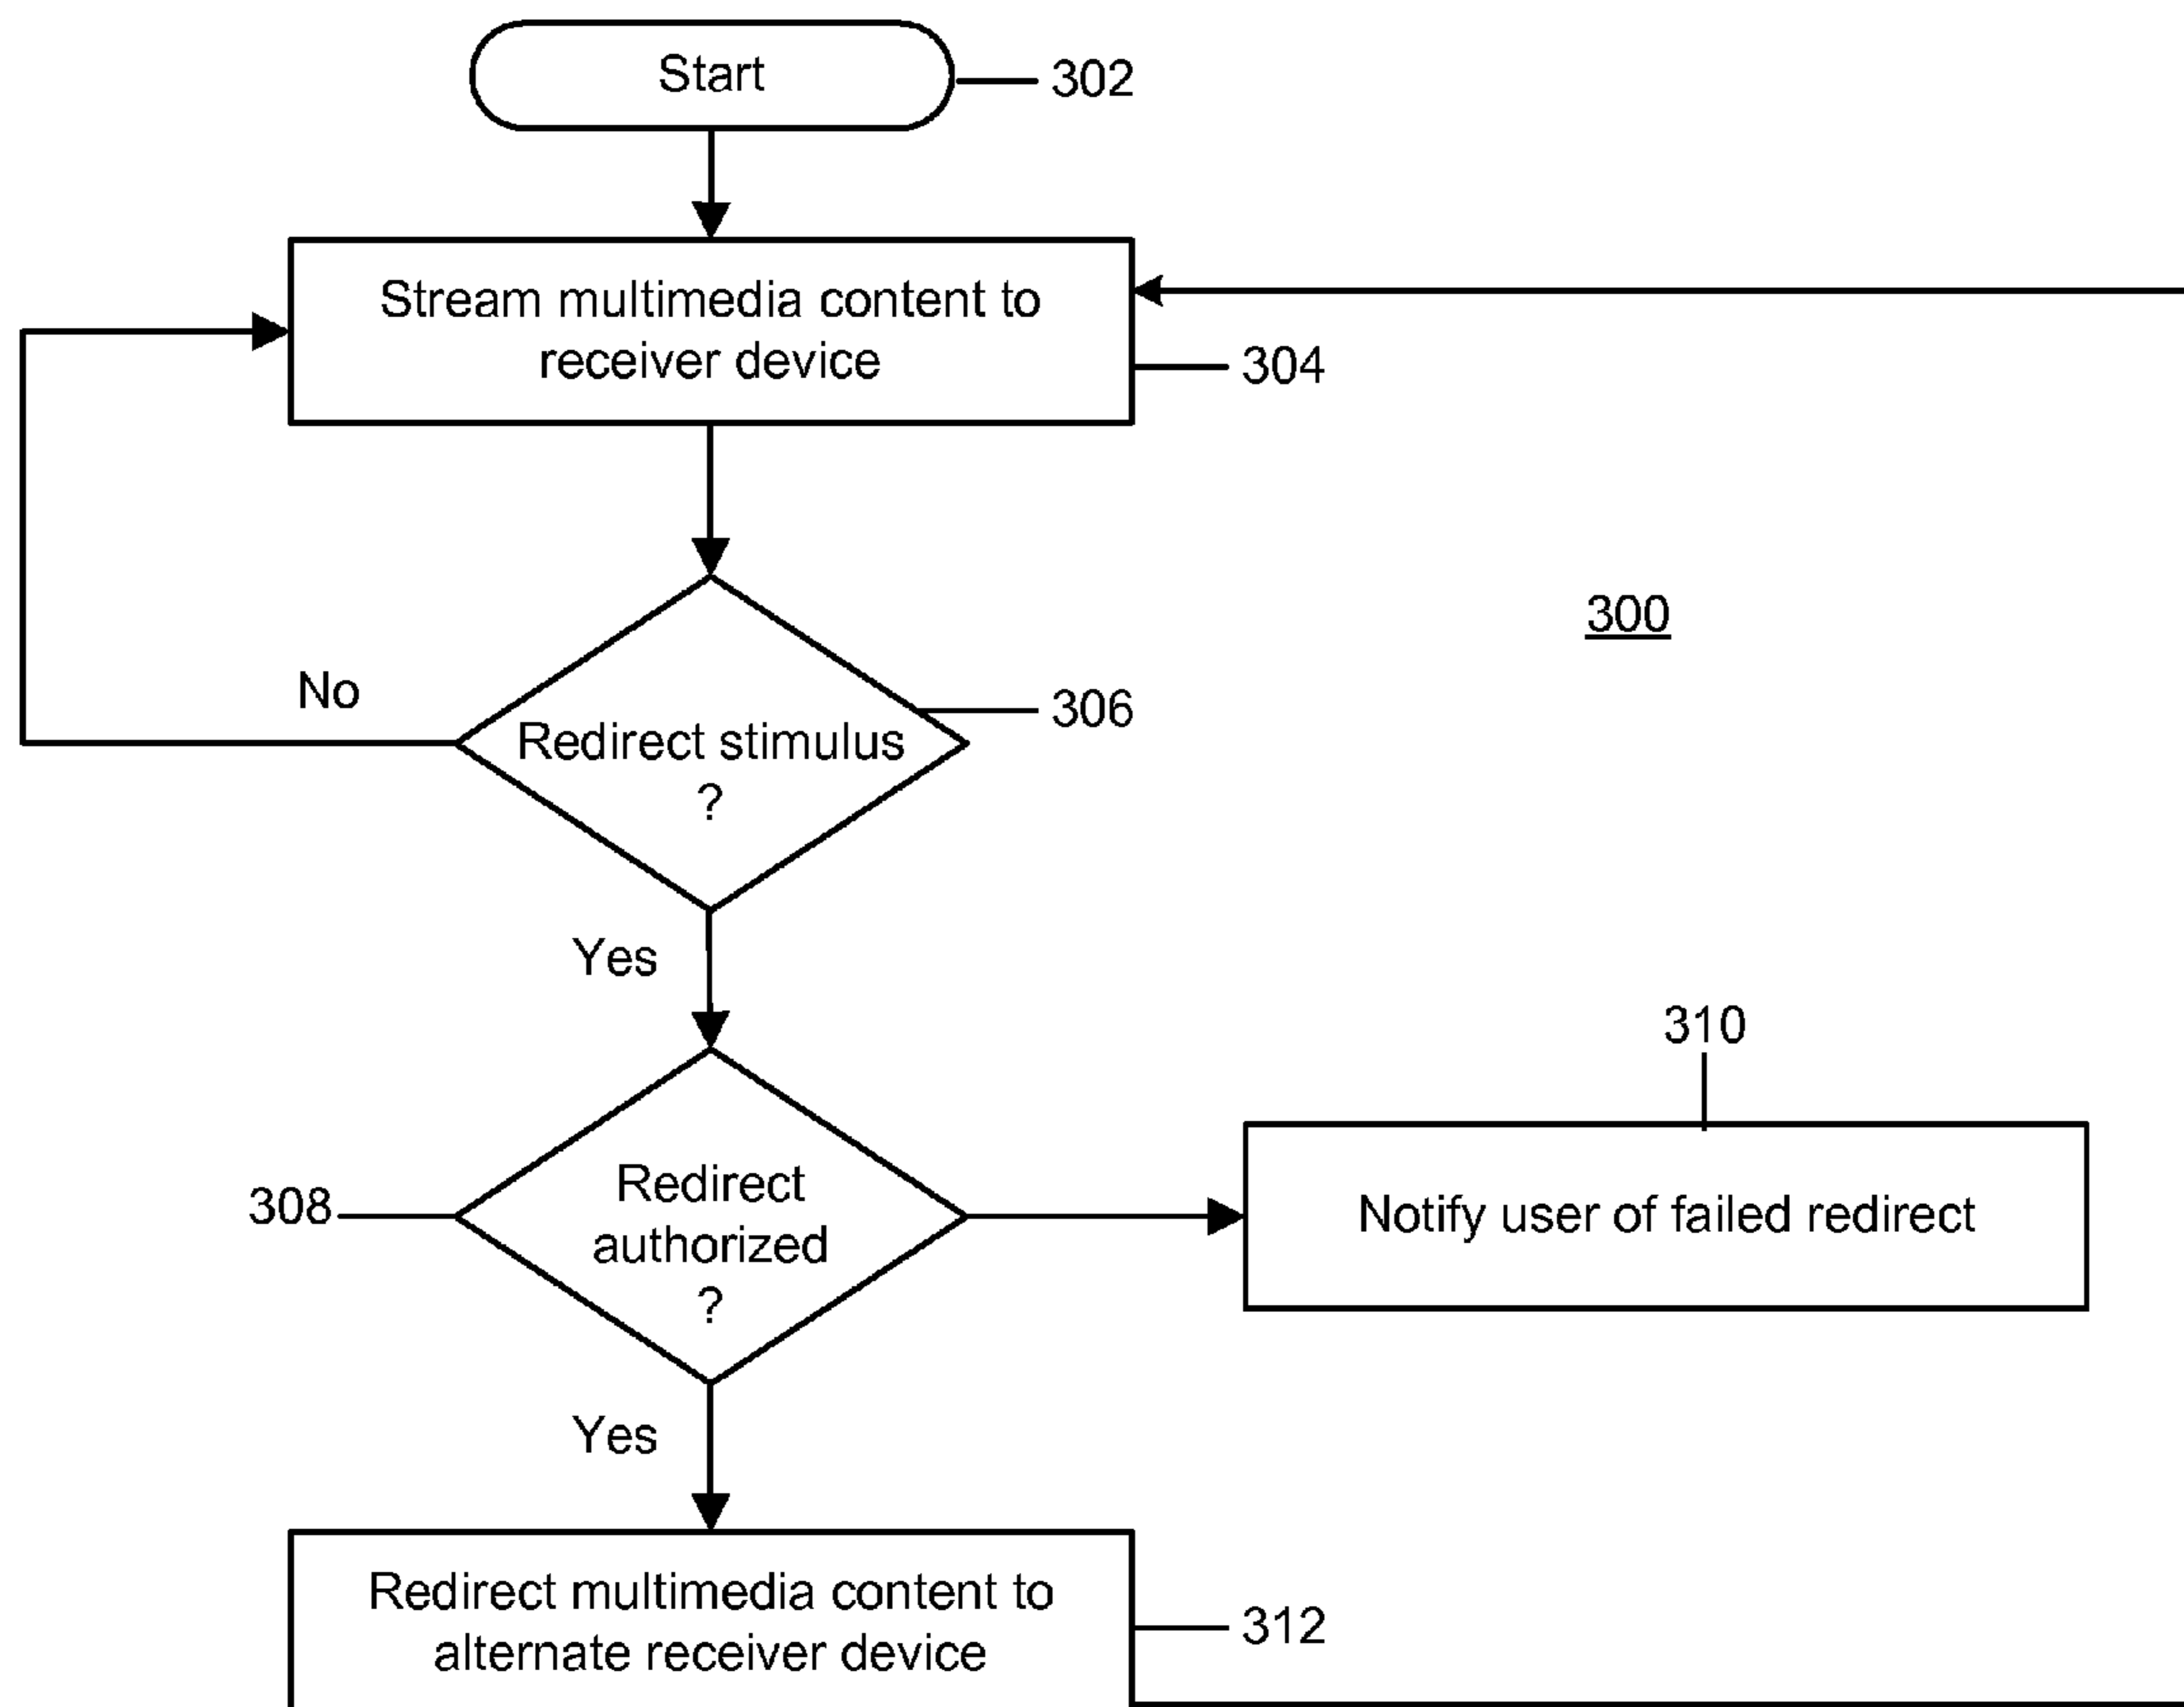 Start
302
Stream multimedia content to
receiver device
304
300
No
306
Redirect stimulus
?
Yes
310
308
Redirect
authorized
?
Notify user of failed redirect
Yes
Redirect multimedia content to
alternate receiver device
312